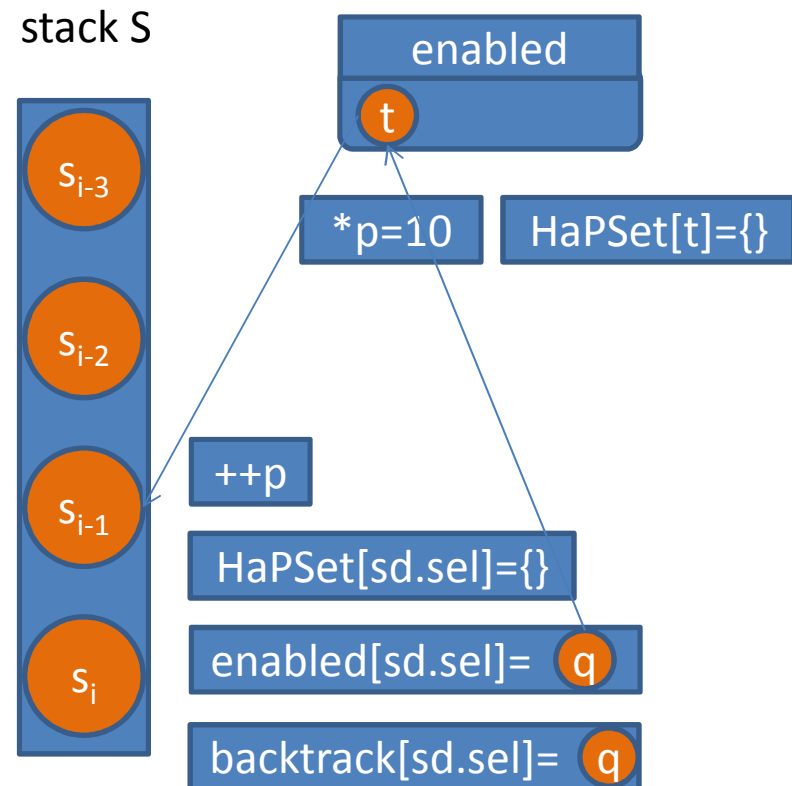 stack S
enabled
t
*p=10
HaPSet[t]={}
s_{i-3}
s_{i-2}
s_{i-1}
s_i
++p
HaPSet[sd.sel]={}
enabled[sd.sel]= q
backtrack[sd.sel]= q